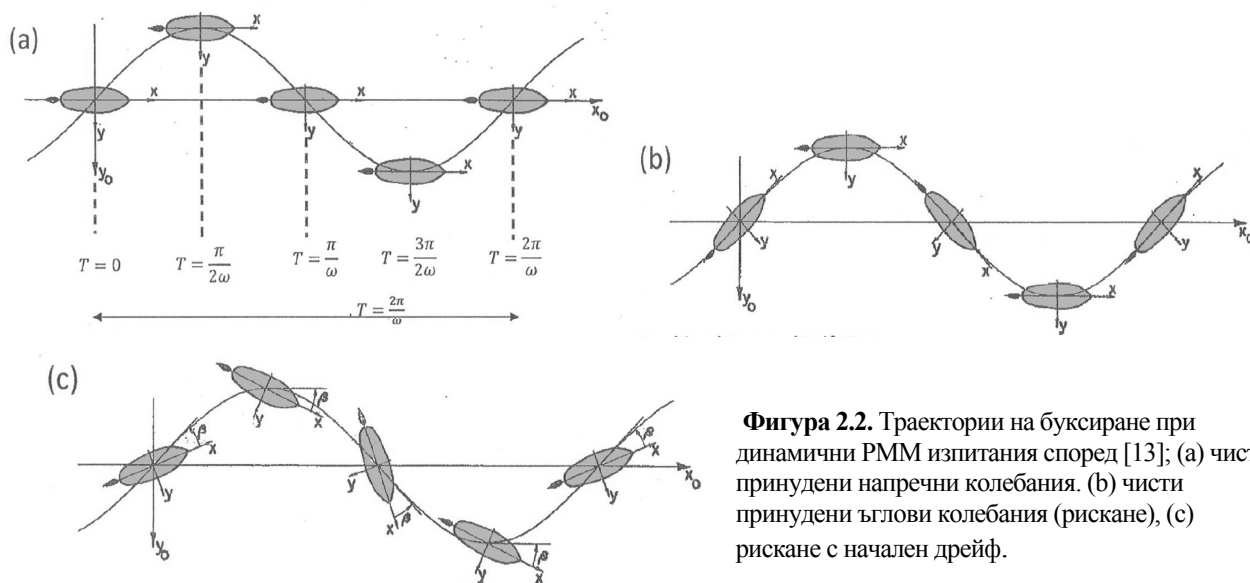 (a)
x
y
x
y
y₀
x
y
x
y
x
y
x₀
T = 0
T = π/2ω
T = π/ω
T = 3π/2ω
T = 2π/ω
T = 2π/ω
(b)
x
y
y₀
y
y
x
x
y
x
y
x₀
(c)
β
x
y
y₀
β
x
y
y
x
β
β
x
y
β
x
y
x₀
Фигура 2.2. Траектории на буксиране при
динамични РММ изпитания според [13]; (a) чист
принудени напречни колебания. (b) чисти
принудени ъглови колебания (рискане), (c)
рискане с начален дрейф.